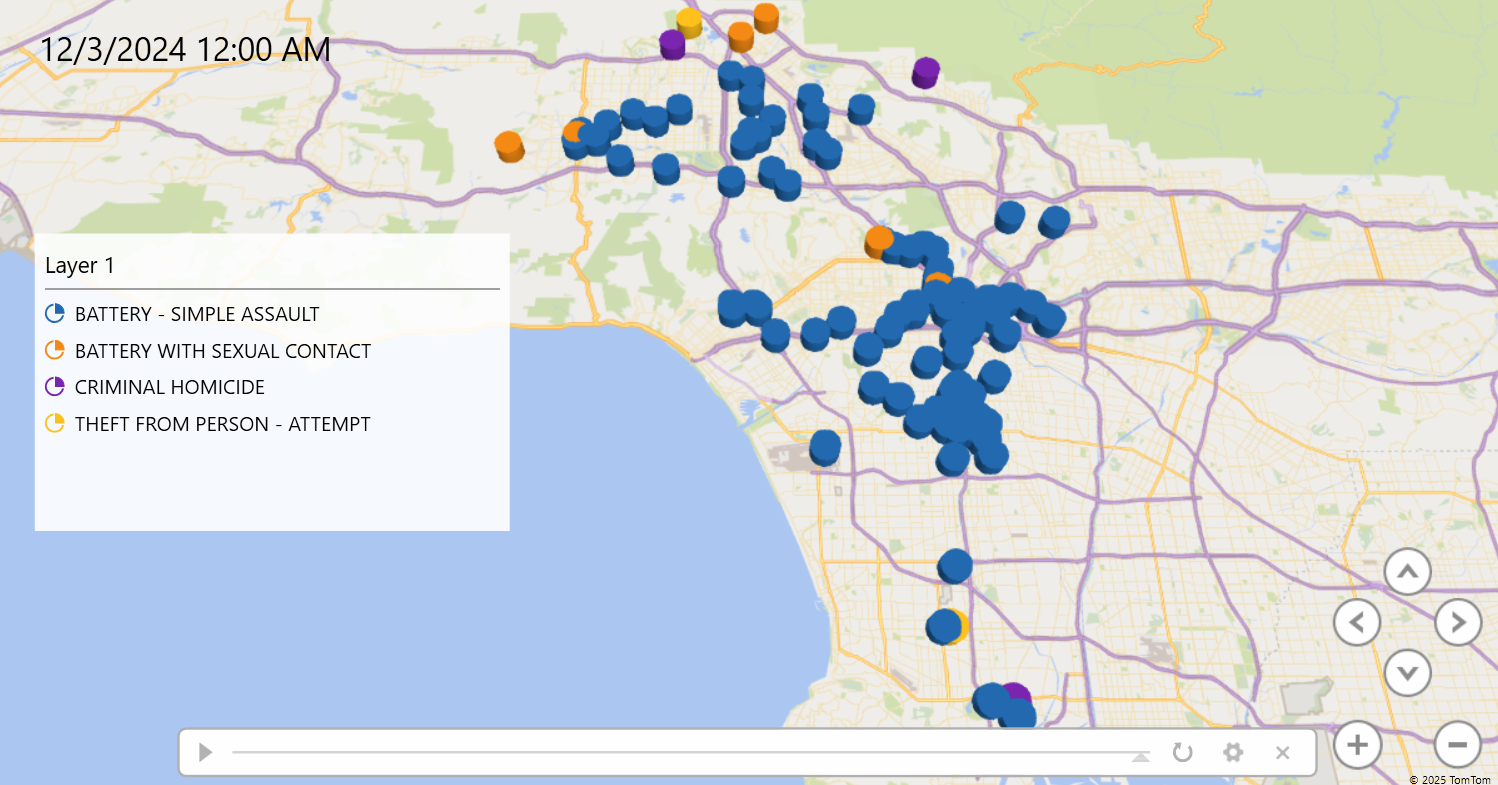 12/3/2024 12:00 AM
Layer 1
BATTERY - SIMPLE ASSAULT
BATTERY WITH SEXUAL CONTACT
CRIMINAL HOMICIDE
THEFT FROM PERSON - ATTEMPT
© 2025 TomTom